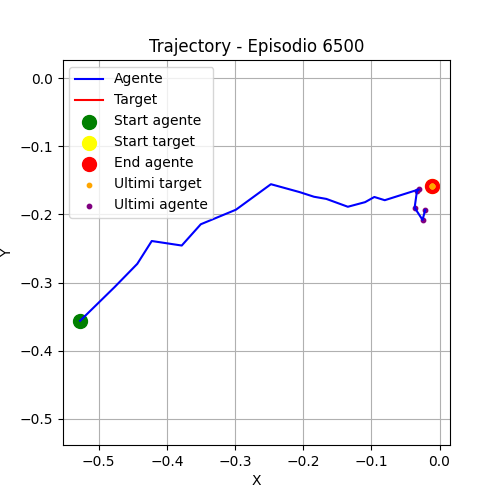 Trajectory - Episodio 6500
Agente
Target
Start agente
Start target
End agente
Ultimi target
Ultimi agente
0.0
−0.1
−0.2
−0.3
−0.4
−0.5
Y
−0.5 −0.4 −0.3 −0.2 −0.1 0.0
X